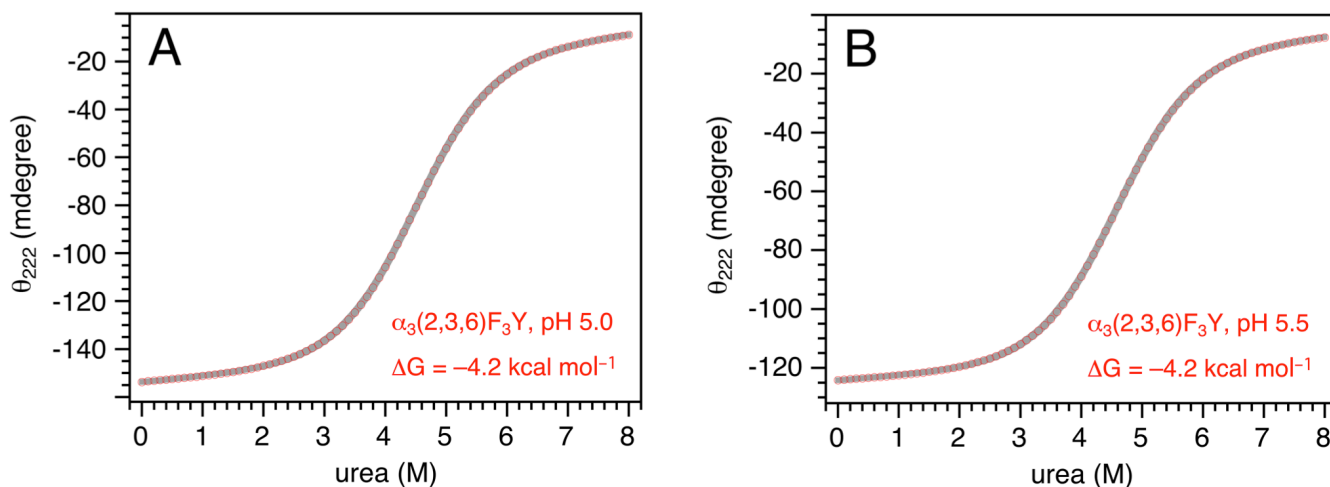 A
θ222 (mdegree)
-20
-40
-60
-80
-100
-120
-140
α3(2,3,6)F3Y, pH 5.0
ΔG = –4.2 kcal mol–1
0 1 2 3 4 5 6 7 8
urea (M)
B
θ222 (mdegree)
-20
-40
-60
-80
-100
-120
α3(2,3,6)F3Y, pH 5.5
ΔG = –4.2 kcal mol–1
0 1 2 3 4 5 6 7 8
urea (M)